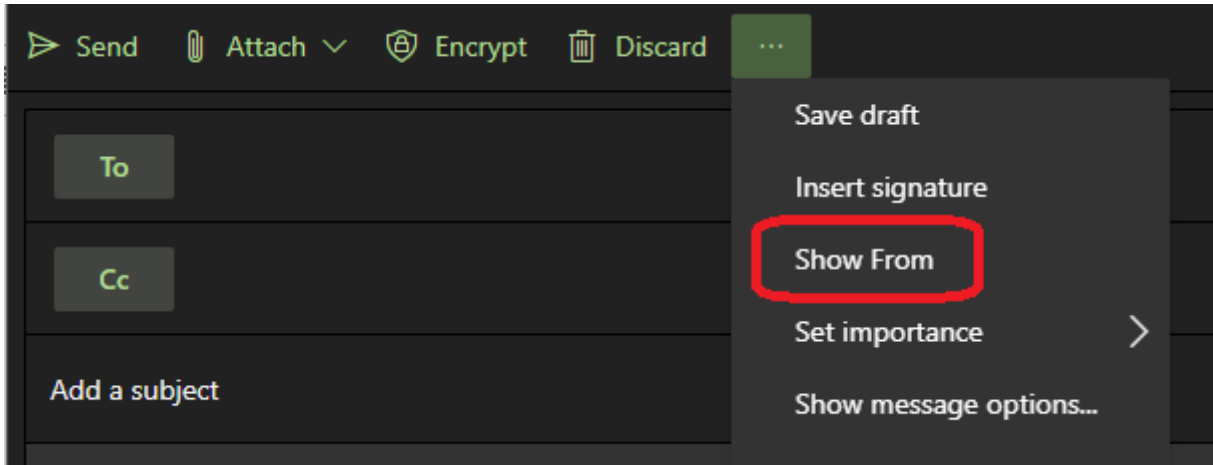 Send Attach Encrypt Discard ...
Save draft
To
Insert signature
Show From
Cc
Set importance
Add a subject
Show message options...